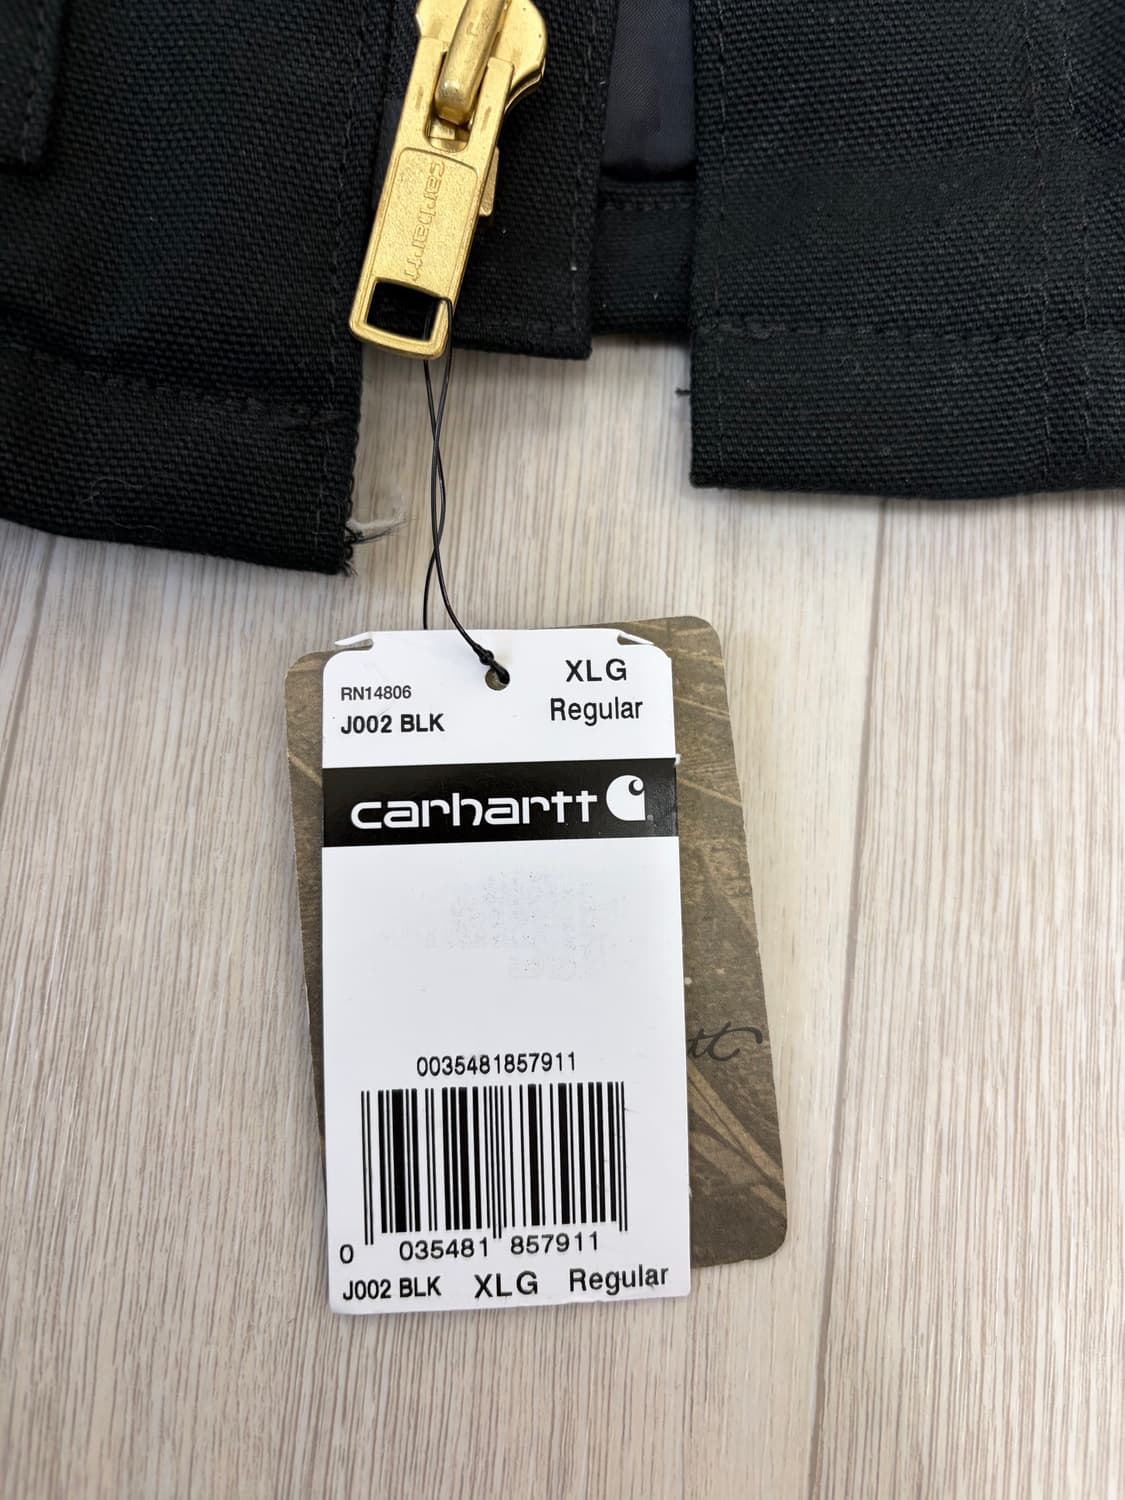 carhartt
RN14806
J002 BLK
XLG
Regular
carhartt
0035481857911
0 035481 857911
J002 BLK XLG Regular